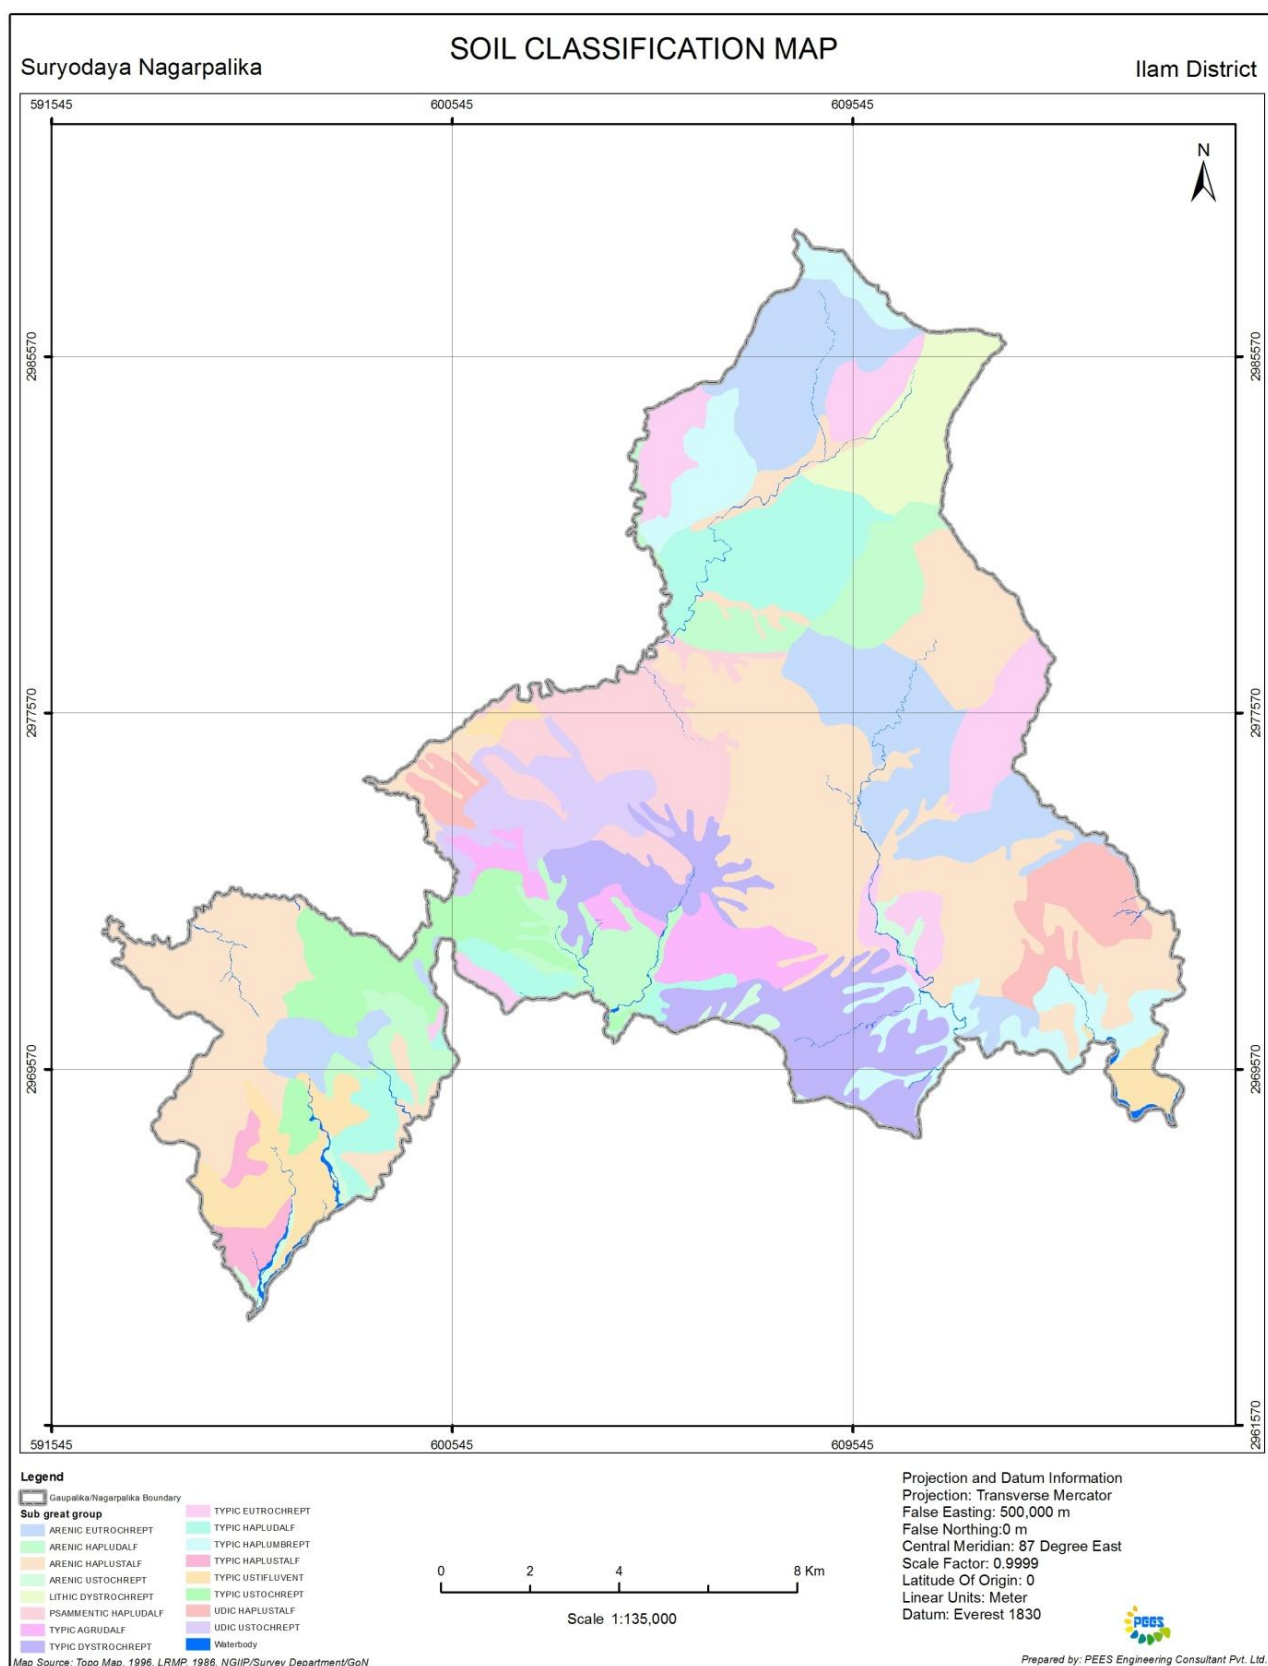 SOIL CLASSIFICATION MAP
Suryodaya Nagarpalika
Ilam District
591545
600545
609545
N
2985570
2985570
2977570
2977570
2969570
2969570
2961570
591545
600545
609545
Legend
Gaupalika/Nagarpalika Boundary
Sub great group
ARENIC EUTROCHREPT
ARENIC HAPLUDALF
ARENIC HAPLUSTALF
ARENIC USTOCHREPT
LITHIC DYSTROCHREPT
PSAMMENTIC HAPLUDALF
TYPIC AGRUDALF
TYPIC DYSTROCHREPT
TYPIC EUTROCHREPT
TYPIC HAPLUDALF
TYPIC HAPLUMBREPT
TYPIC HAPLUSTALF
TYPIC USTIFLUVENT
TYPIC USTOCHREPT
UDIC HAPLUSTALF
UDIC USTOCHREPT
Waterbody
0 2 4 6 8 Km
Scale 1:135,000
Projection and Datum Information
Projection: Transverse Mercator
False Easting: 500,000 m
False Northing:0 m
Central Meridian: 87 Degree East
Scale Factor: 0.9999
Latitude Of Origin: 0
Linear Units: Meter
Datum: Everest 1830
PEES
Map Source: Topo Map, 1996, LRMP, 1986, NGIIP/Survey Department/GoN
Prepared by: PEES Engineering Consultant Pvt. Ltd.